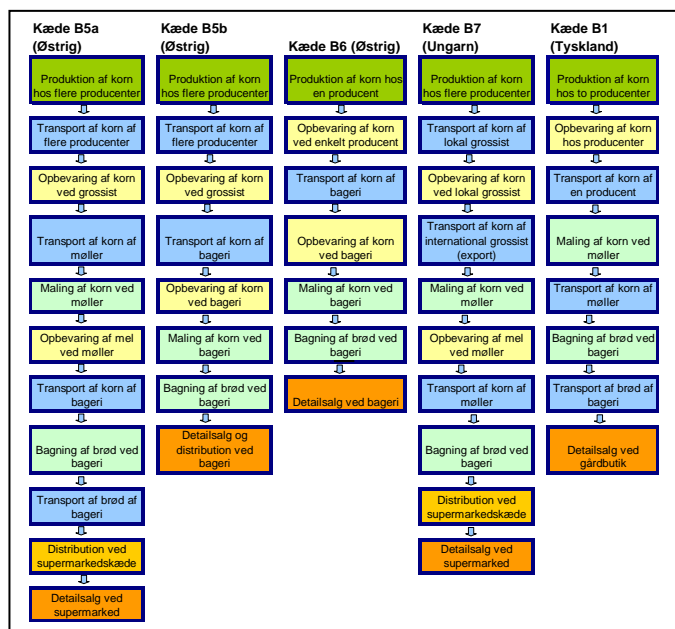 Kæde B5a
(Østrig)
Produktion af korn
hos flere producenter
Transport af korn af
flere producenter
Opbevaring af korn
ved grossist
Transport af korn af
møller
Maling af korn ved
møller
Opbevaring af mel
ved møller
Transport af korn af
bageri
Bagning af brød ved
bageri
Transport af brød af
bageri
Distribution ved
supermarkedskæde
Detailsalg ved
supermarked
Kæde B5b
(Østrig)
Produktion af korn
hos flere producenter
Transport af korn af
flere producenter
Opbevaring af korn
ved grossist
Transport af korn af
bageri
Opbevaring af korn
ved bageri
Maling af korn ved
bageri
Bagning af brød ved
bageri
Detailsalg og
distribution ved
bageri
Kæde B6 (Østrig)
Produktion af korn hos
en producent
Opbevaring af korn
ved enkelt producent
Transport af korn af
bageri
Opbevaring af korn
ved bageri
Maling af korn ved
bageri
Bagning af brød ved
bageri
Detailsalg ved bageri
Kæde B7
(Ungarn)
Produktion af korn
hos flere producenter
Transport af korn af
lokal grossist
Opbevaring af korn
ved lokal grossist
Transport af korn af
international grossist
(export)
Maling af korn ved
møller
Opbevaring af mel
ved møller
Transport af korn af
møller
Bagning af brød ved
bageri
Distribution ved
supermarkedskæde
Detailsalg ved
supermarked
Kæde B1
(Tyskland)
Produktion af korn
hos to producenter
Opbevaring af korn
hos producenter
Transport af korn af
en producent
Maling af korn ved
møller
Transport af korn af
møller
Bagning af brød ved
bageri
Transport af brød af
bageri
Detailsalg ved
gårdbutik